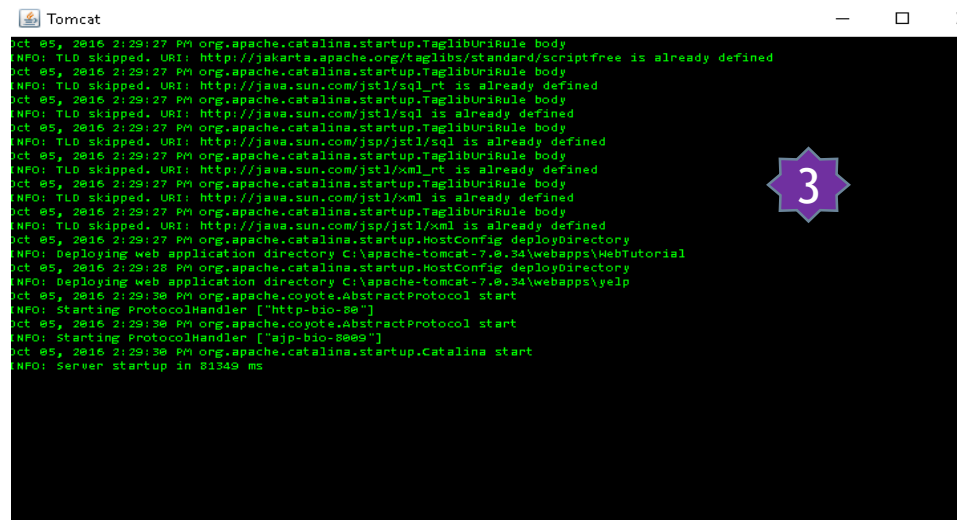 Tomcat
Oct 05, 2016 2:29:27 PM org.apache.catalina.startup.TaglibUriRule body
INFO: TLD skipped. URI: http://jakarta.apache.org/taglibs/standard/scriptfree is already defined
Oct 05, 2016 2:29:27 PM org.apache.catalina.startup.TaglibUriRule body
INFO: TLD skipped. URI: http://java.sun.com/jstl/sql_rt is already defined
Oct 05, 2016 2:29:27 PM org.apache.catalina.startup.TaglibUriRule body
INFO: TLD skipped. URI: http://java.sun.com/jstl/sql is already defined
Oct 05, 2016 2:29:27 PM org.apache.catalina.startup.TaglibUriRule body
INFO: TLD skipped. URI: http://java.sun.com/jsp/jstl/sql is already defined
Oct 05, 2016 2:29:27 PM org.apache.catalina.startup.TaglibUriRule body
INFO: TLD skipped. URI: http://java.sun.com/jstl/xml_rt is already defined
Oct 05, 2016 2:29:27 PM org.apache.catalina.startup.TaglibUriRule body
INFO: TLD skipped. URI: http://java.sun.com/jstl/xml is already defined
Oct 05, 2016 2:29:27 PM org.apache.catalina.startup.TaglibUriRule body
INFO: TLD skipped. URI: http://java.sun.com/jsp/jstl/xml is already defined
Oct 05, 2016 2:29:27 PM org.apache.catalina.startup.HostConfig deployDirectory
INFO: Deploying web application directory C:\apache-tomcat-7.0.34\webapps\WebTutorial
Oct 05, 2016 2:29:28 PM org.apache.catalina.startup.HostConfig deployDirectory
INFO: Deploying web application directory C:\apache-tomcat-7.0.34\webapps\yelp
Oct 05, 2016 2:29:30 PM org.apache.coyote.AbstractProtocol start
INFO: Starting ProtocolHandler ["http-bio-80"]
Oct 05, 2016 2:29:30 PM org.apache.coyote.AbstractProtocol start
INFO: Starting ProtocolHandler ["ajp-bio-8009"]
Oct 05, 2016 2:29:30 PM org.apache.catalina.startup.Catalina start
INFO: Server startup in 81349 ms
3